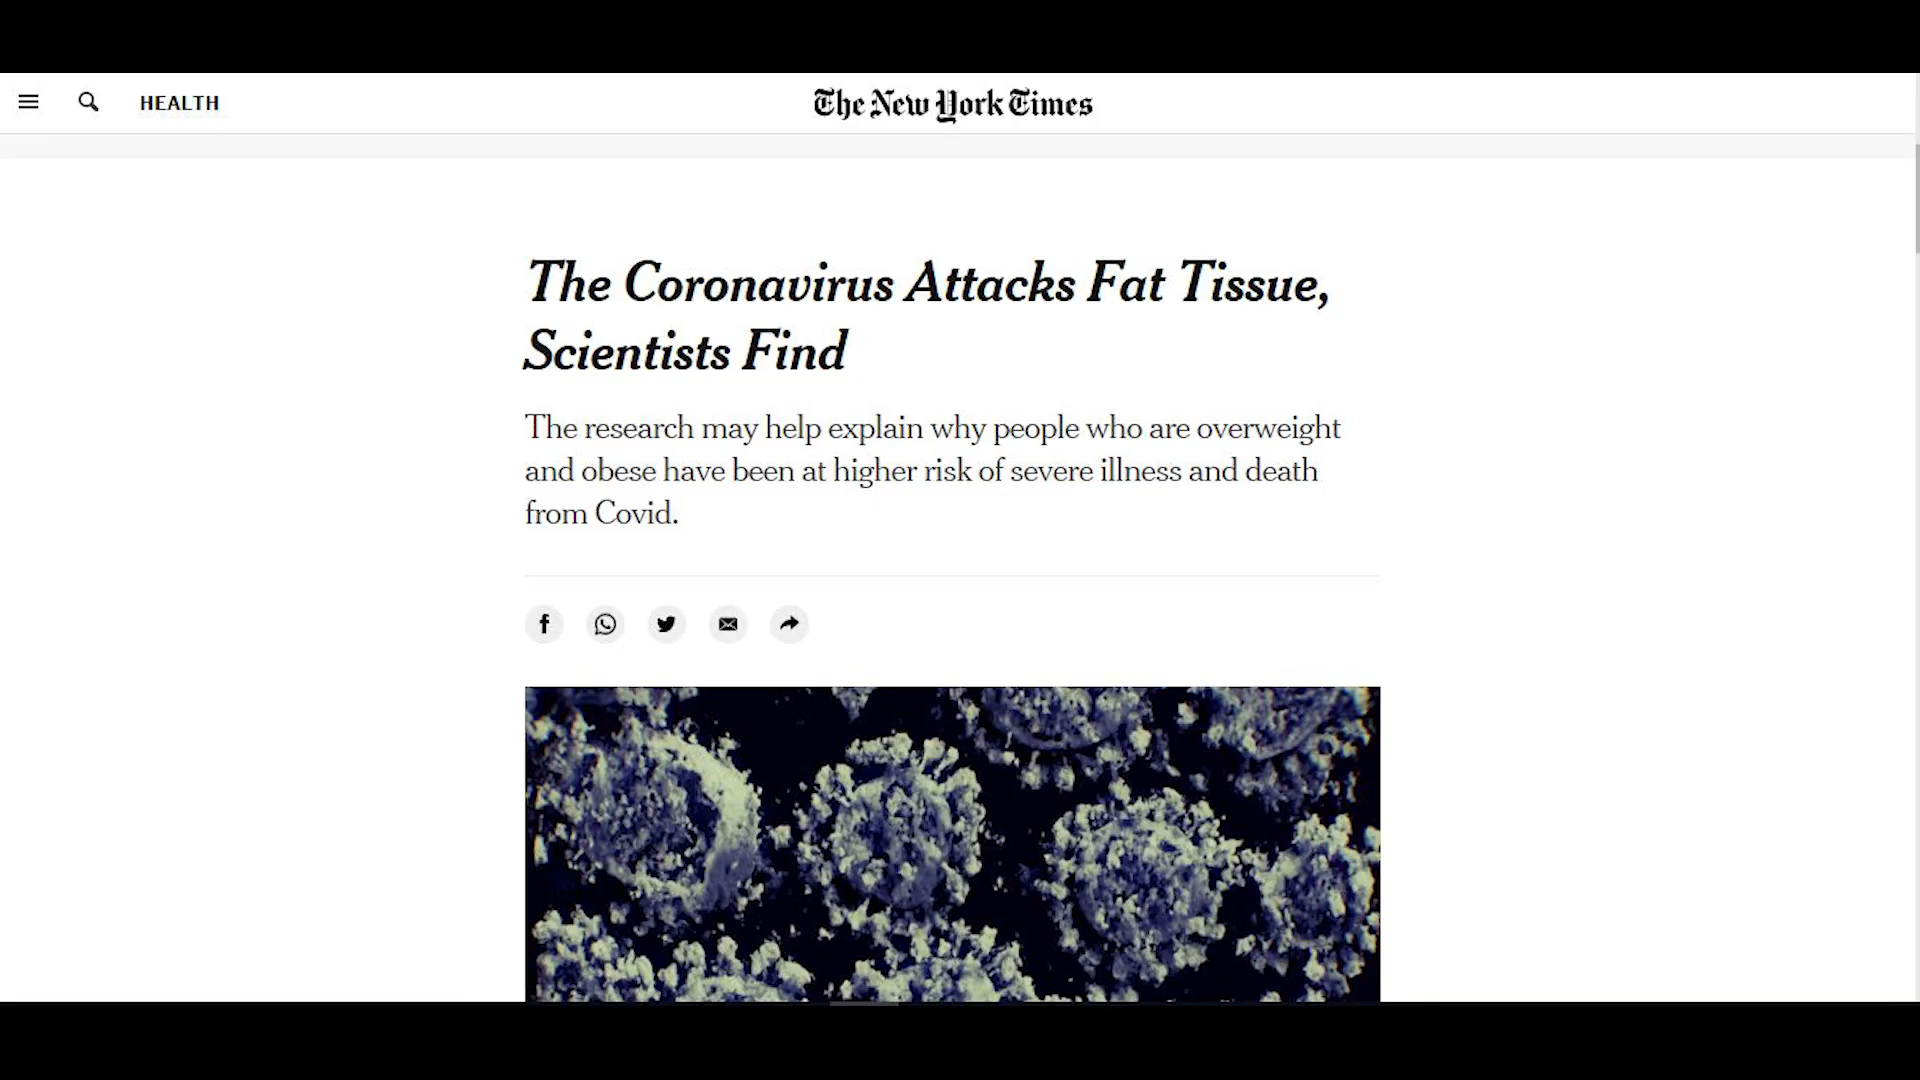 HEALTH
The New York Times
The Coronavirus Attacks Fat Tissue,
Scientists Find
The research may help explain why people who are overweight
and obese have been at higher risk of severe illness and death
from Covid.